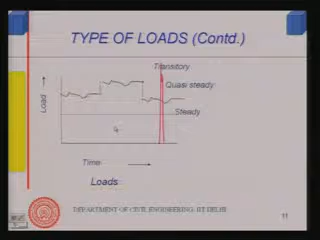 TYPE OF LOADS (Contd.)
Transitory
Quasi steady
Load
Steady
Time
Loads
DEPARTMENT OF CIVIL ENGINEERING IIT DELHI
11